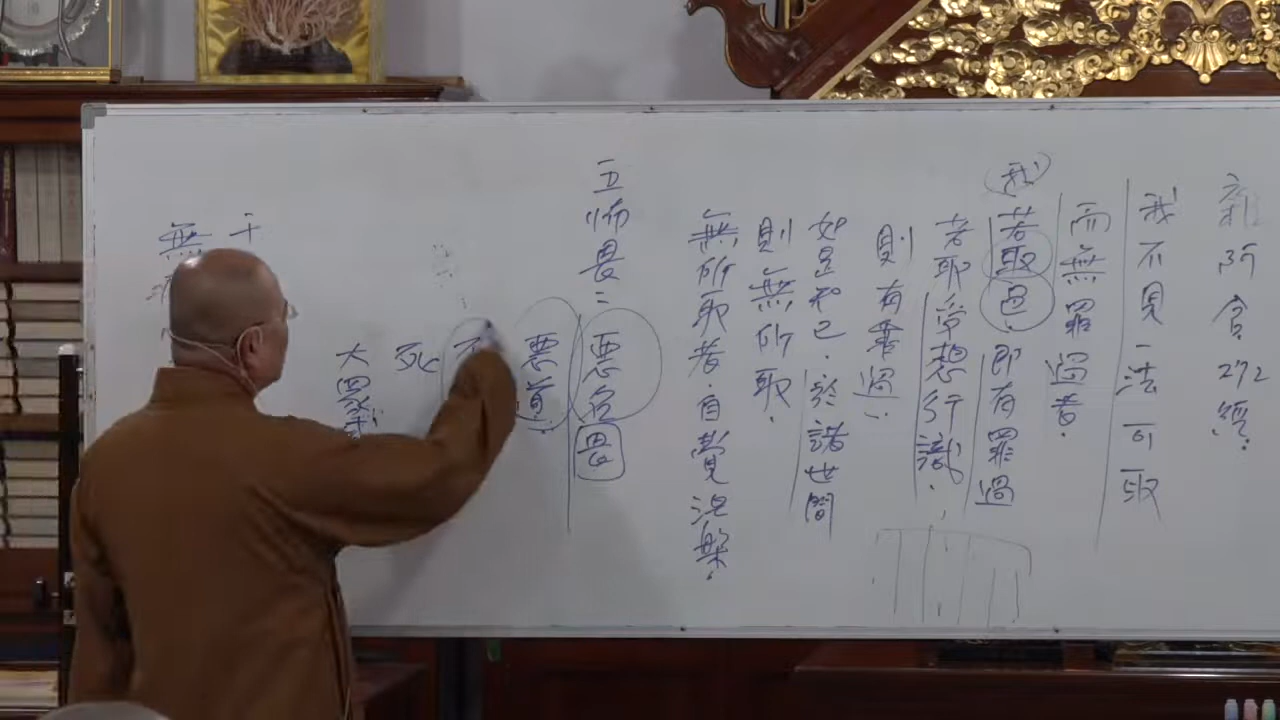 雜阿含272經.
我不見一法可取
而無罪過者.
我若取色.即有罪過
若取受想行識.
則有罪過..
如是知已.於諸世間
則無所取.
無所取者.自覺涅槃.
五怖畏:惡名畏
惡道.
不
死
大眾威
無